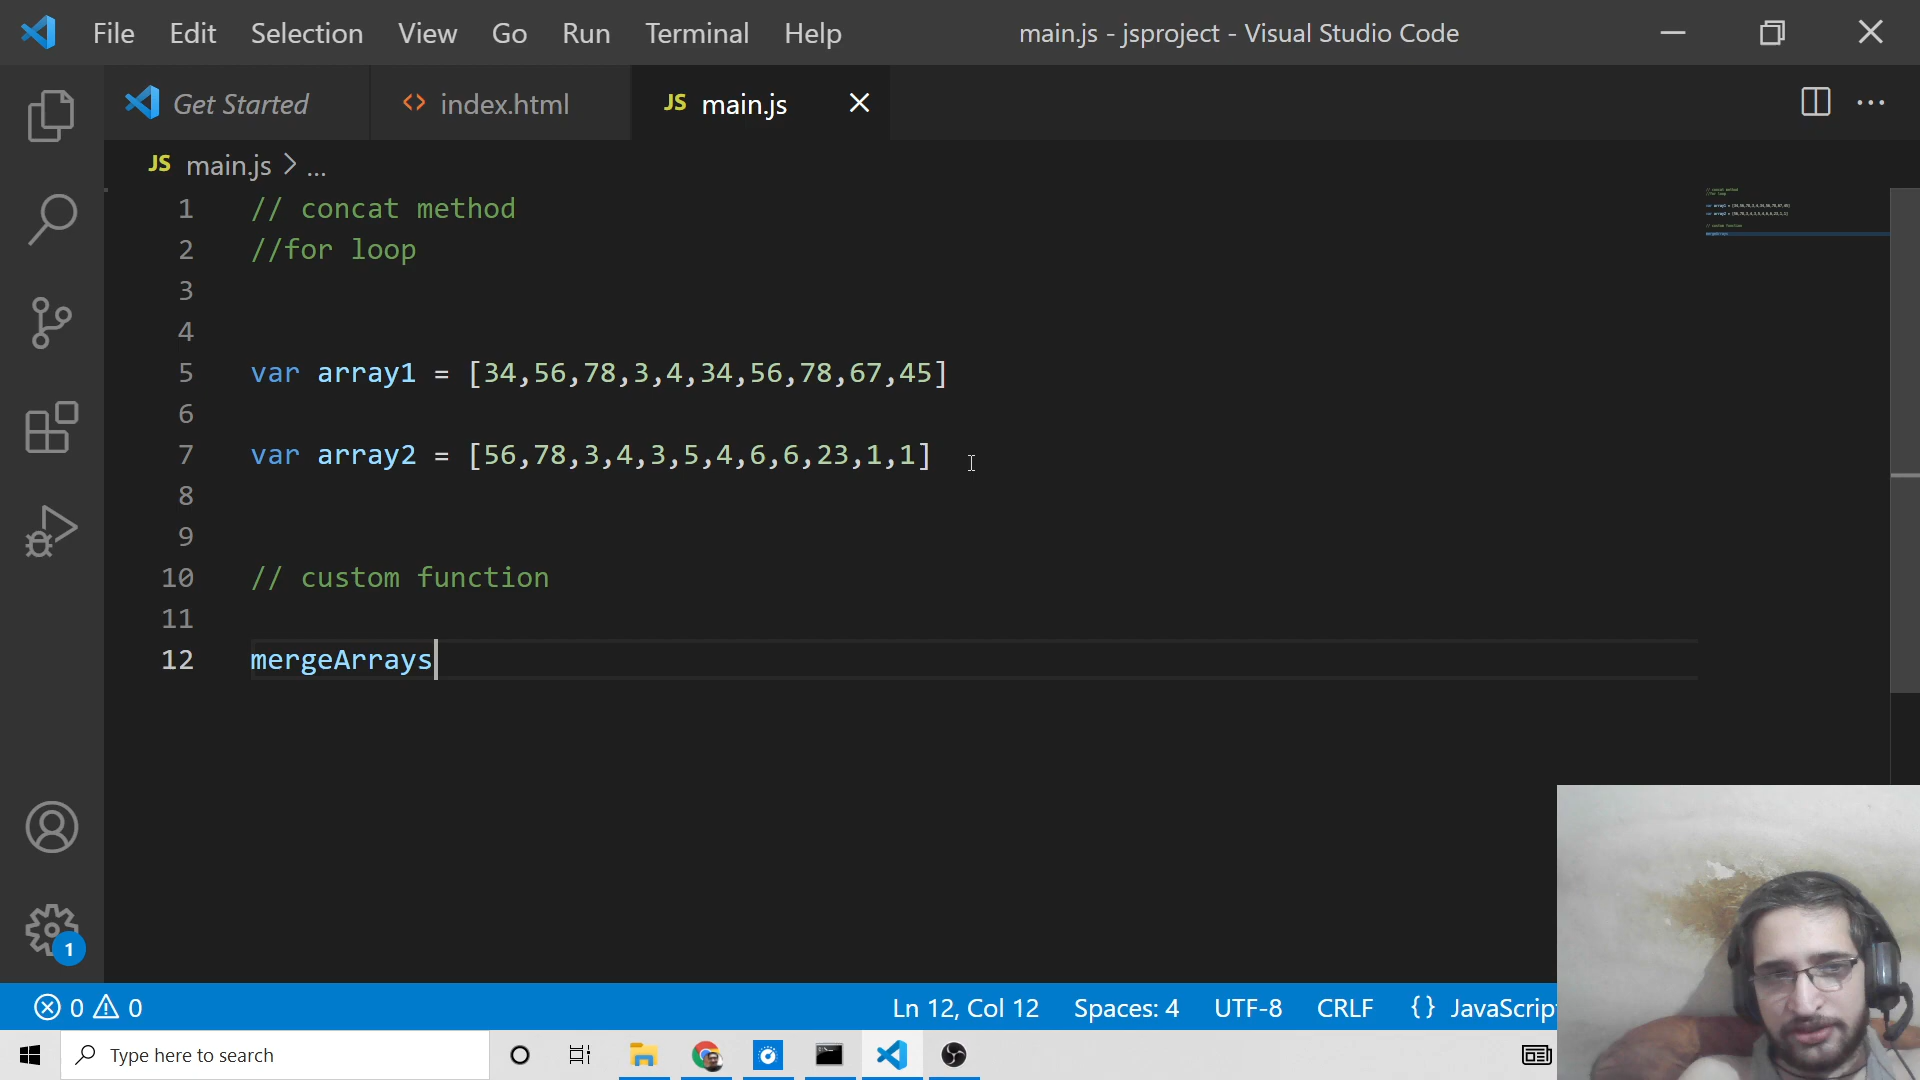 File Edit Selection View Go Run Terminal Help main.js - jsproject - Visual Studio Code
Get Started index.html JS main.js
JS main.js > ...
1 // concat method
2 //for loop
3
4
5 var array1 = [34,56,78,3,4,34,56,78,67,45]
6
7 var array2 = [56,78,3,4,3,5,4,6,6,23,1,1]
8
9
10 // custom function
11
12 mergeArrays
1
0 0 Ln 12, Col 12 Spaces: 4 UTF-8 CRLF {} JavaScrip
Type here to search